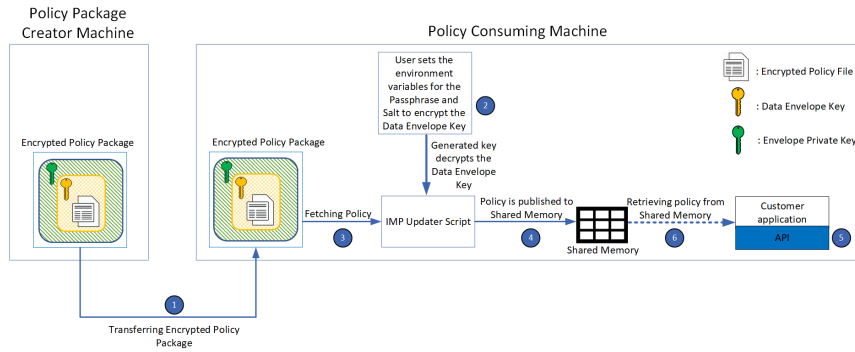 Policy Package
Creator Machine
Policy Consuming Machine
User sets the
environment
variables for the
Passphrase and
Salt to encrypt the
Data Envelope Key
2
: Encrypted Policy File
: Data Envelope Key
: Envelope Private Key
Encrypted Policy Package
Encrypted Policy Package
Generated key
decrypts the
Data Envelope
Key
Fetching Policy
3
IMP Updater Script
Policy is published to
Shared Memory
4
Shared Memory
Retrieving policy from
Shared Memory
6
Customer
application
API
5
1
Transferring Encrypted Policy
Package